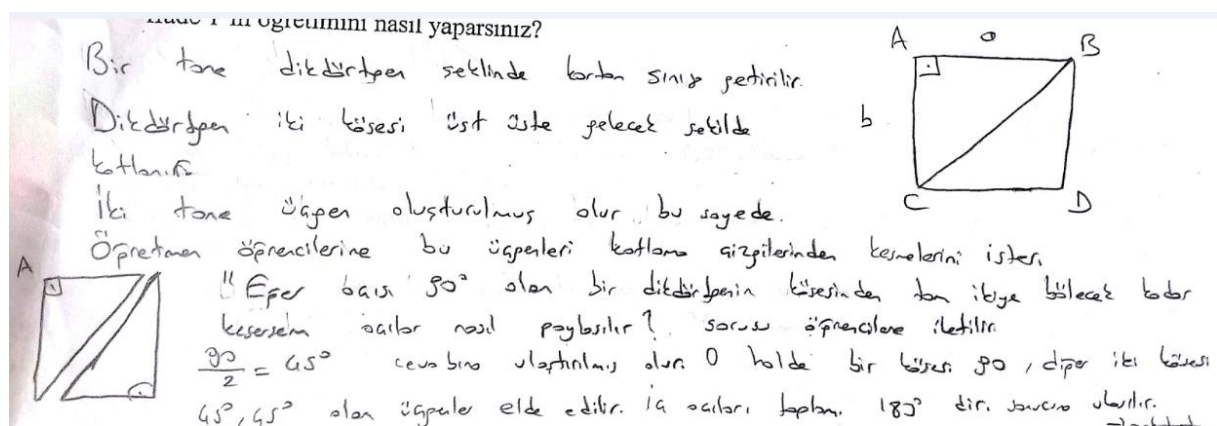 İfade 1'in öğretimini nasıl yaparsınız?
Bir tane dikdörtgen şeklinde karton sınıfa getirilir.
Dikdörtgen iki köşesi üst üste gelecek şekilde
katlanır.
İki tane üçgen oluşturulmuş olur bu sayede.
Öğretmen öğrencilerine bu üçgenleri katlama çizgilerinden kesmelerini ister.
"Eğer açısı 90° olan bir dikdörtgenin köşesinden tam ikiye bölecek kadar
kesersem açılar nasıl paylaşılır? sorusu öğrencilere iletilir.
90/2 = 45° cevabına ulaştırılmış olur. O halde bir köşesi 90, diğer iki köşesi
45°, 45° olan üçgenler elde edilir. İç açıları toplamı 180° dir. sonucuna ulaşılır.
A a B
b
C D
A